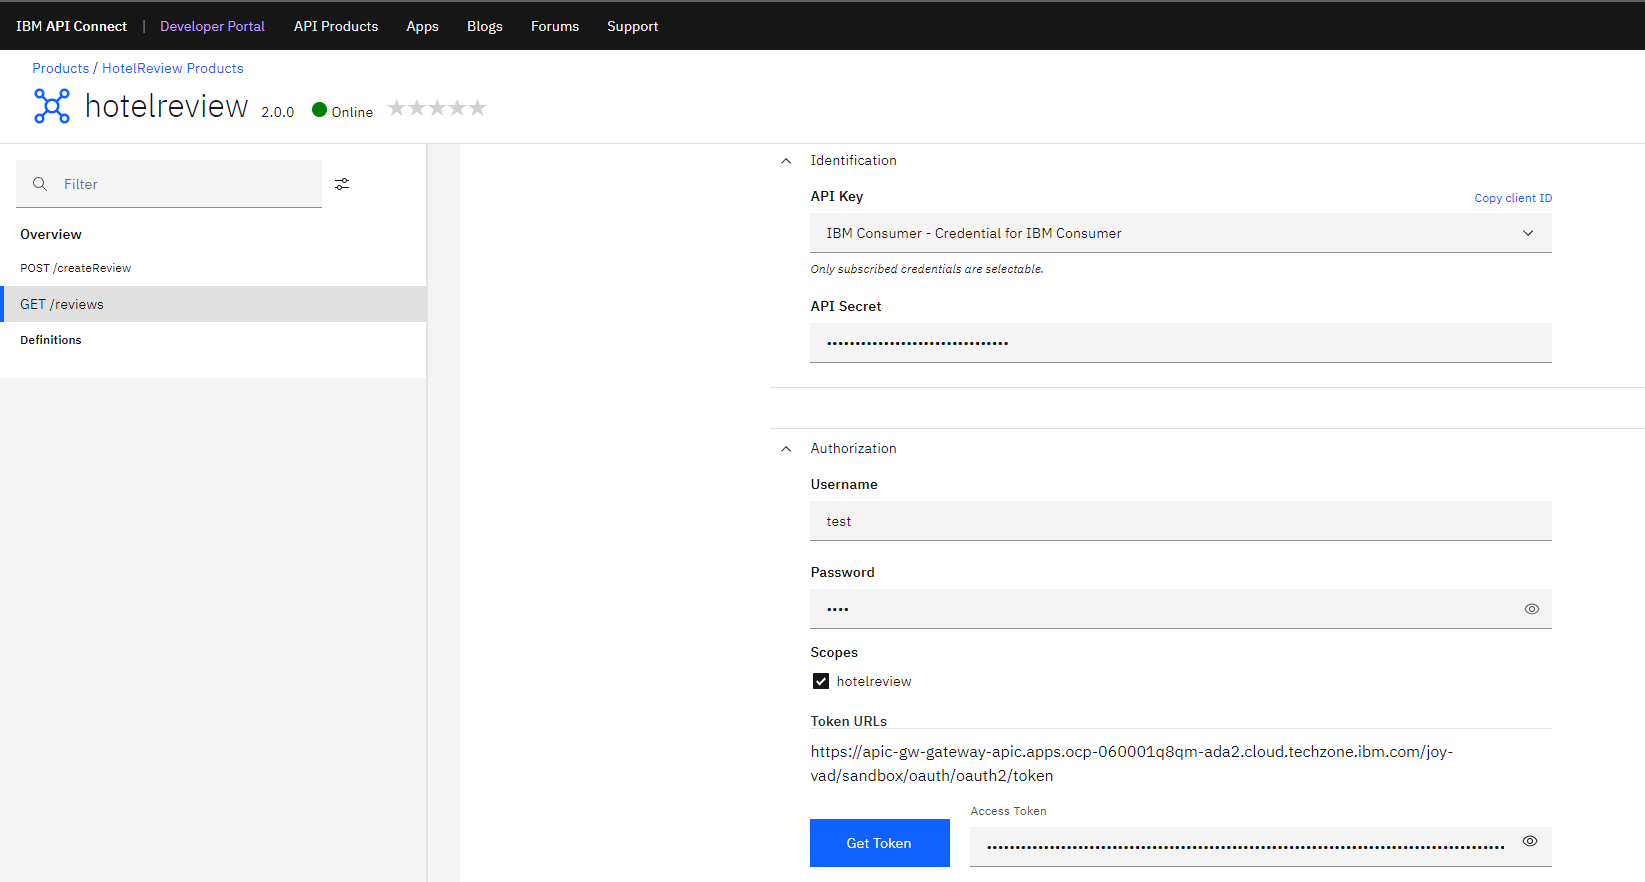 IBM API Connect | Developer Portal API Products Apps Blogs Forums Support
Products / HotelReview Products
hotelreview 2.0.0 Online
Filter
Overview
POST /createReview
GET /reviews
Definitions
Identification
API Key Copy client ID
IBM Consumer - Credential for IBM Consumer
Only subscribed credentials are selectable.
API Secret
••••••••••••••••••••••••••••••••
Authorization
Username
test
Password
••••
Scopes
hotelreview
Token URLs
https://apic-gw-gateway-apic.apps.ocp-060001q8qm-ada2.cloud.techzone.ibm.com/joy-
vad/sandbox/oauth/oauth2/token
Access Token
Get Token